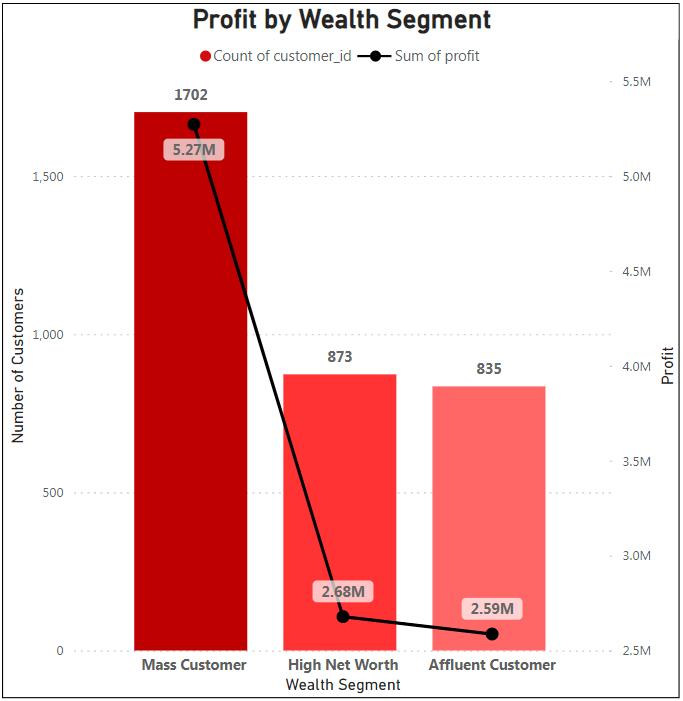 Profit by Wealth Segment
Count of customer_id Sum of profit
5.5M
1702
5.27M
1,500 5.0M
4.5M
Number of Customers
1,000
873
835
4.0M
Profit
3.5M
500
3.0M
2.68M
2.59M
0 2.5M
Mass Customer High Net Worth Affluent Customer
Wealth Segment